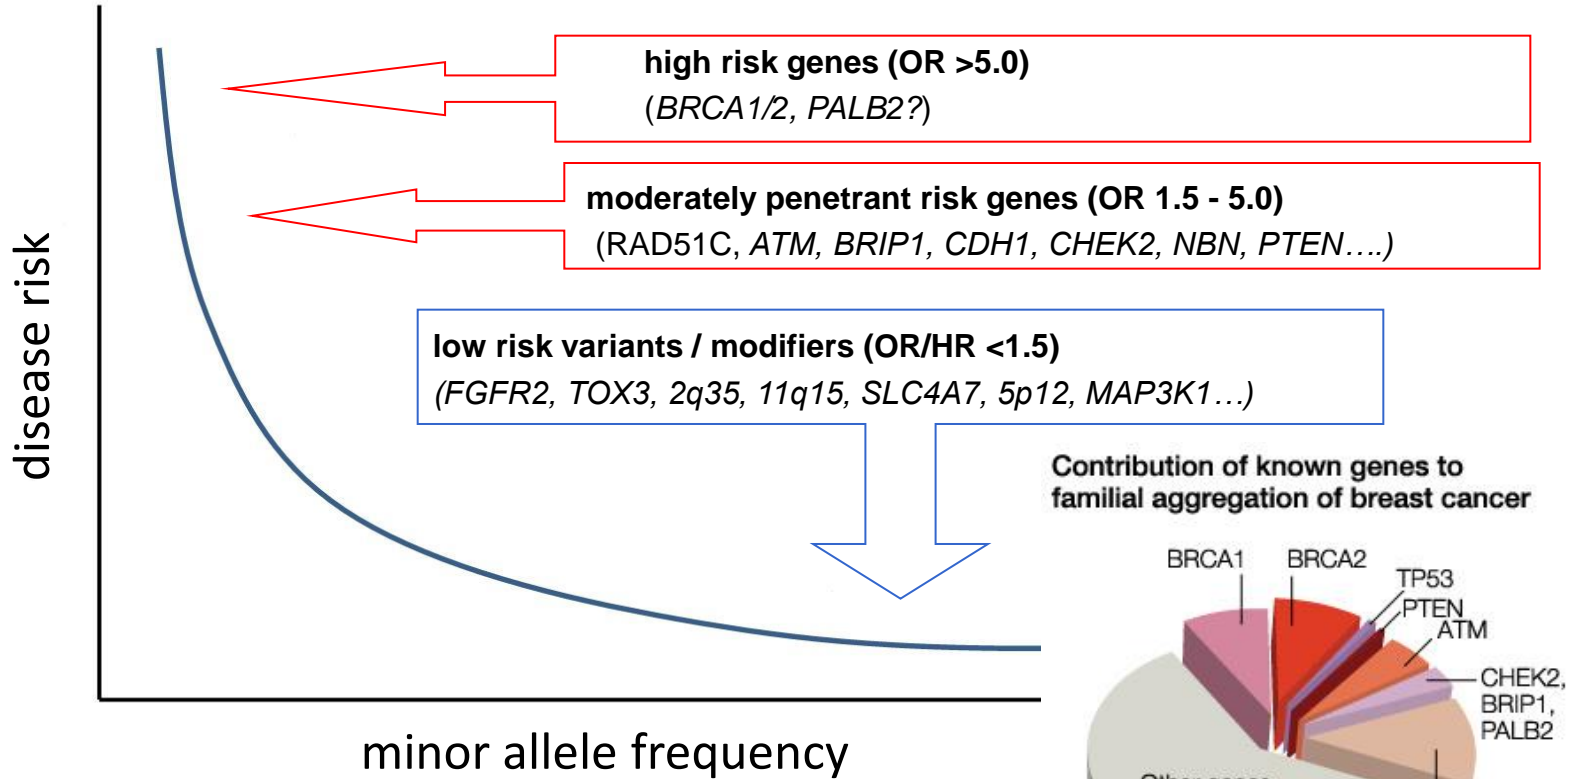 high risk genes (OR >5.0)
(BRCA1/2, PALB2?)
moderately penetrant risk genes (OR 1.5 - 5.0)
(RAD51C, ATM, BRIP1, CDH1, CHEK2, NBN, PTEN….)
low risk variants / modifiers (OR/HR <1.5)
(FGFR2, TOX3, 2q35, 11q15, SLC4A7, 5p12, MAP3K1…)
disease risk
minor allele frequency
Contribution of known genes to
familial aggregation of breast cancer
BRCA1
BRCA2
TP53
PTEN
ATM
CHEK2,
BRIP1,
PALB2
Other genes